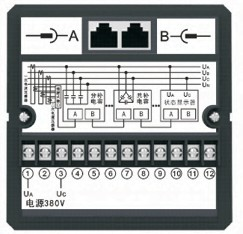 A B
UA
UB
UC
UN
分补 共补 UA UC
电容 电容 状态显示器
A B A B A B
① ② ③ ④ ⑤ ⑥ ⑦ ⑧ ⑨ ⑩ ⑪ ⑫
UA UC
电源380V